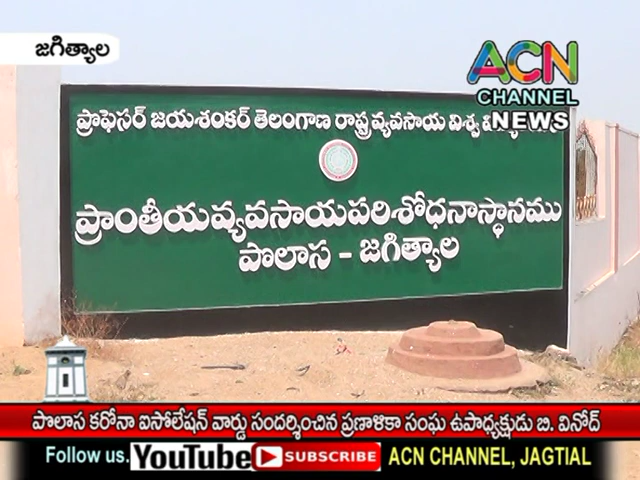 జగిత్యాల
ACN
CHANNEL
NEWS
ప్రొఫెసర్ జయశంకర్ తెలంగాణ రాష్ట్రవ్యవసాయ విశ్వ
ప్రాంతీయవ్యవసాయపరిశోధనాస్థానము
పొలాస - జగిత్యాల
పొలాస కరోనా ఐసోలేషన్ వార్డు సందర్శించిన ప్రణాళికా సంఘ ఉపాధ్యక్షుడు బి. వినోద్
Follow us. YouTube SUBSCRIBE ACN CHANNEL, JAGTIAL